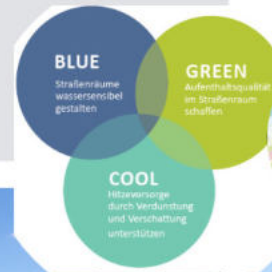 BLUE
Straßenräume
wassersensibel
gestalten
GREEN
Aufenthaltsqualität
im Straßenraum
schaffen
COOL
Hitzevorsorge
durch Verdunstung
und Verschattung
unterstützen